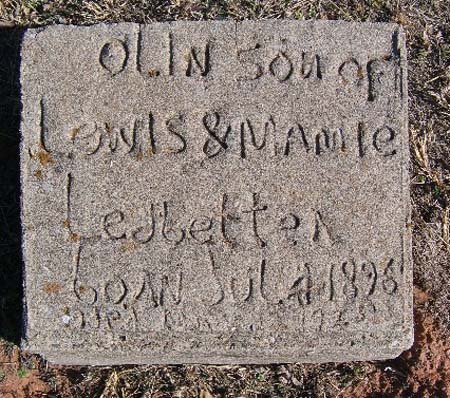 OLIN SON OF
LEWIS & MAMIE
Ledbetter
born Jul 4 1896